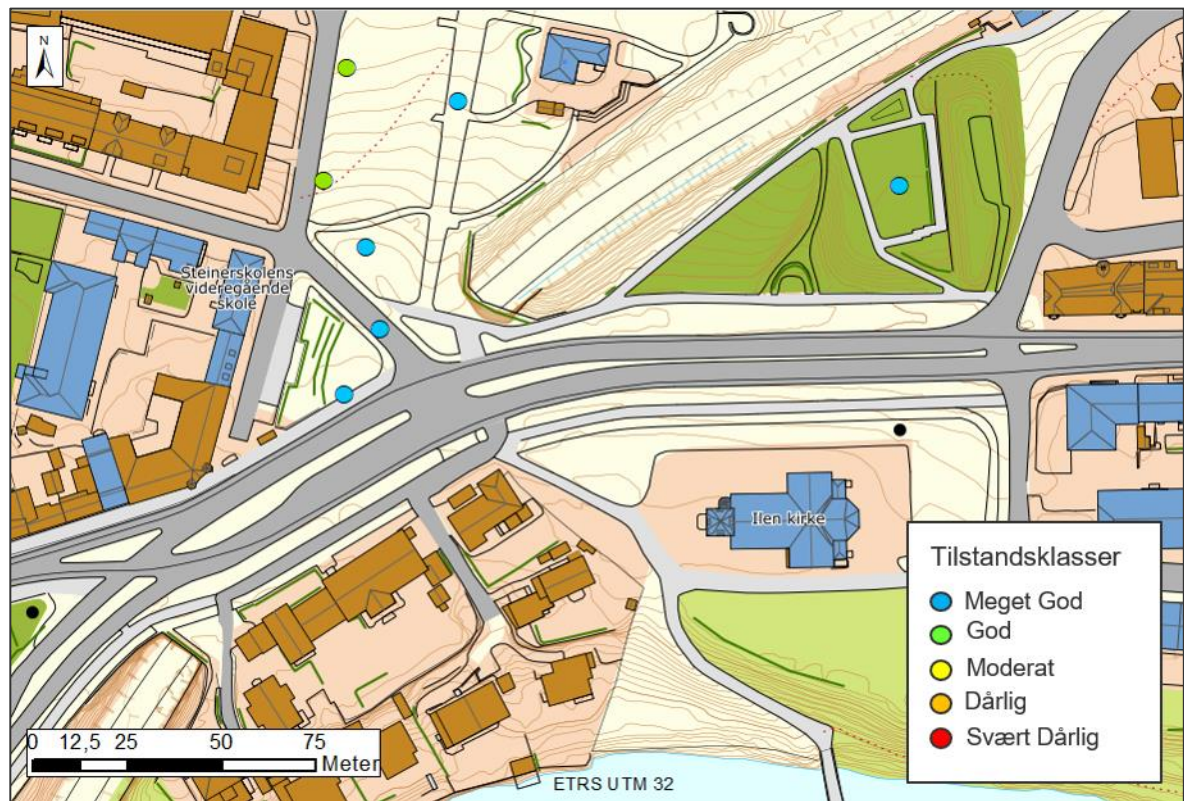 N
Steinerskolens
videregående
skole
Ilen kirke
Tilstandsklasser
Meget God
God
Moderat
Dårlig
Svært Dårlig
0 12,5 25 50 75
Meter
ETRS UTM 32